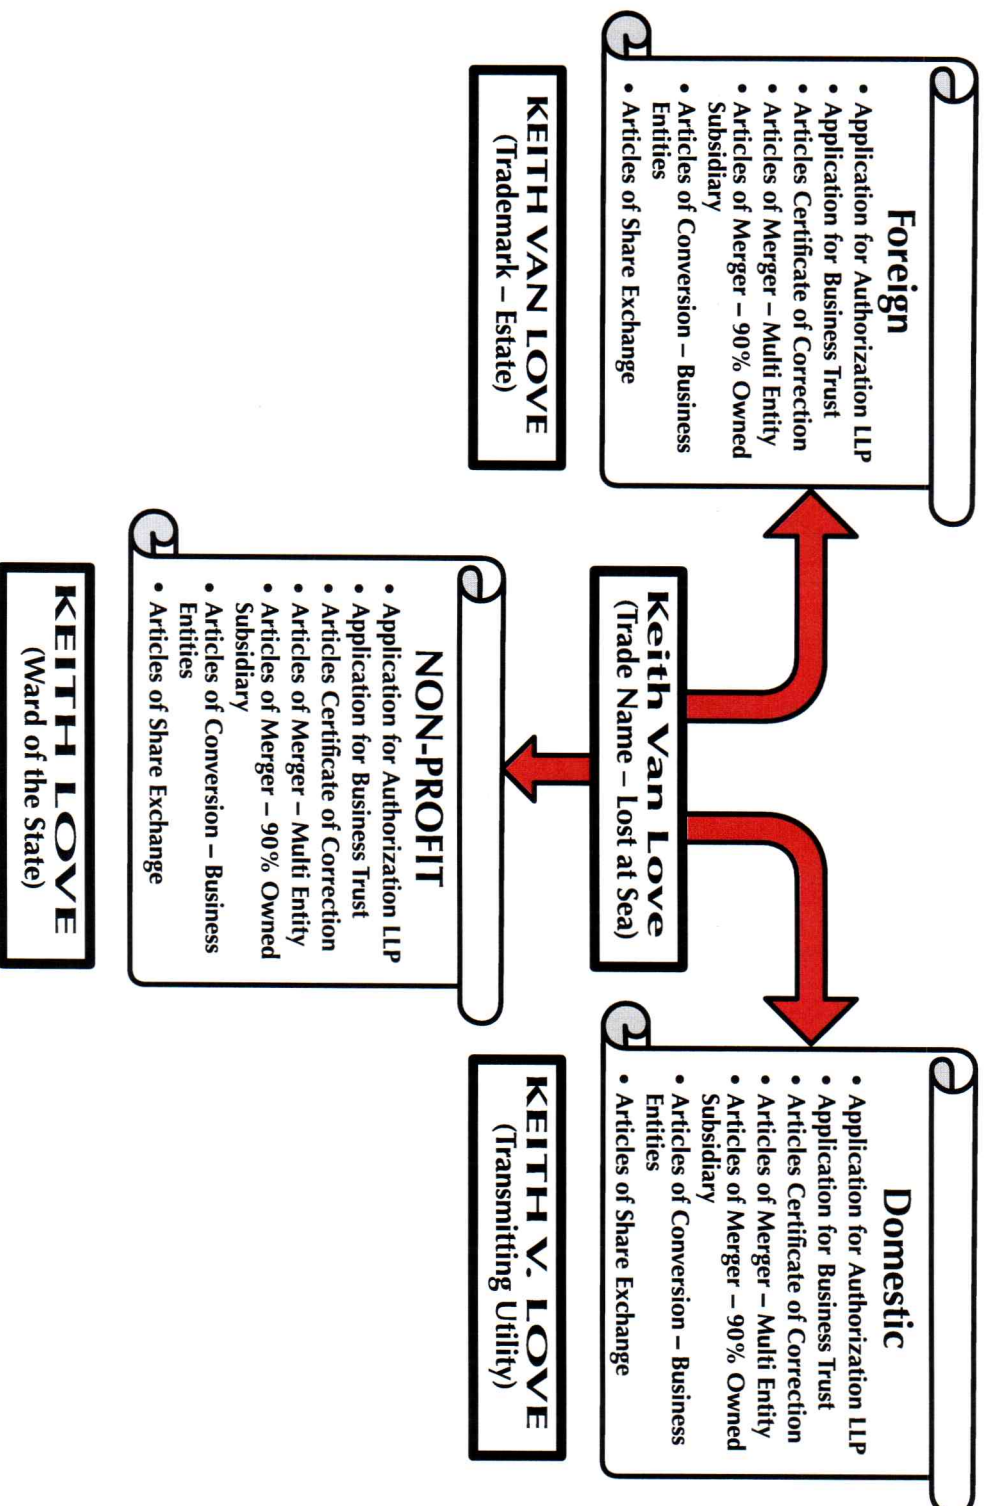 Foreign
• Application for Authorization LLP
• Application for Business Trust
• Articles Certificate of Correction
• Articles of Merger – Multi Entity
• Articles of Merger – 90% Owned
Subsidiary
• Articles of Conversion – Business
Entities
• Articles of Share Exchange
KEITH VAN LOVE
(Trademark – Estate)
Keith Van Love
(Trade Name – Lost at Sea)
Domestic
• Application for Authorization LLP
• Application for Business Trust
• Articles Certificate of Correction
• Articles of Merger – Multi Entity
• Articles of Merger – 90% Owned
Subsidiary
• Articles of Conversion – Business
Entities
• Articles of Share Exchange
KEITH V. LOVE
(Transmitting Utility)
NON-PROFIT
• Application for Authorization LLP
• Application for Business Trust
• Articles Certificate of Correction
• Articles of Merger – Multi Entity
• Articles of Merger – 90% Owned
Subsidiary
• Articles of Conversion – Business
Entities
• Articles of Share Exchange
KEITH LOVE
(Ward of the State)